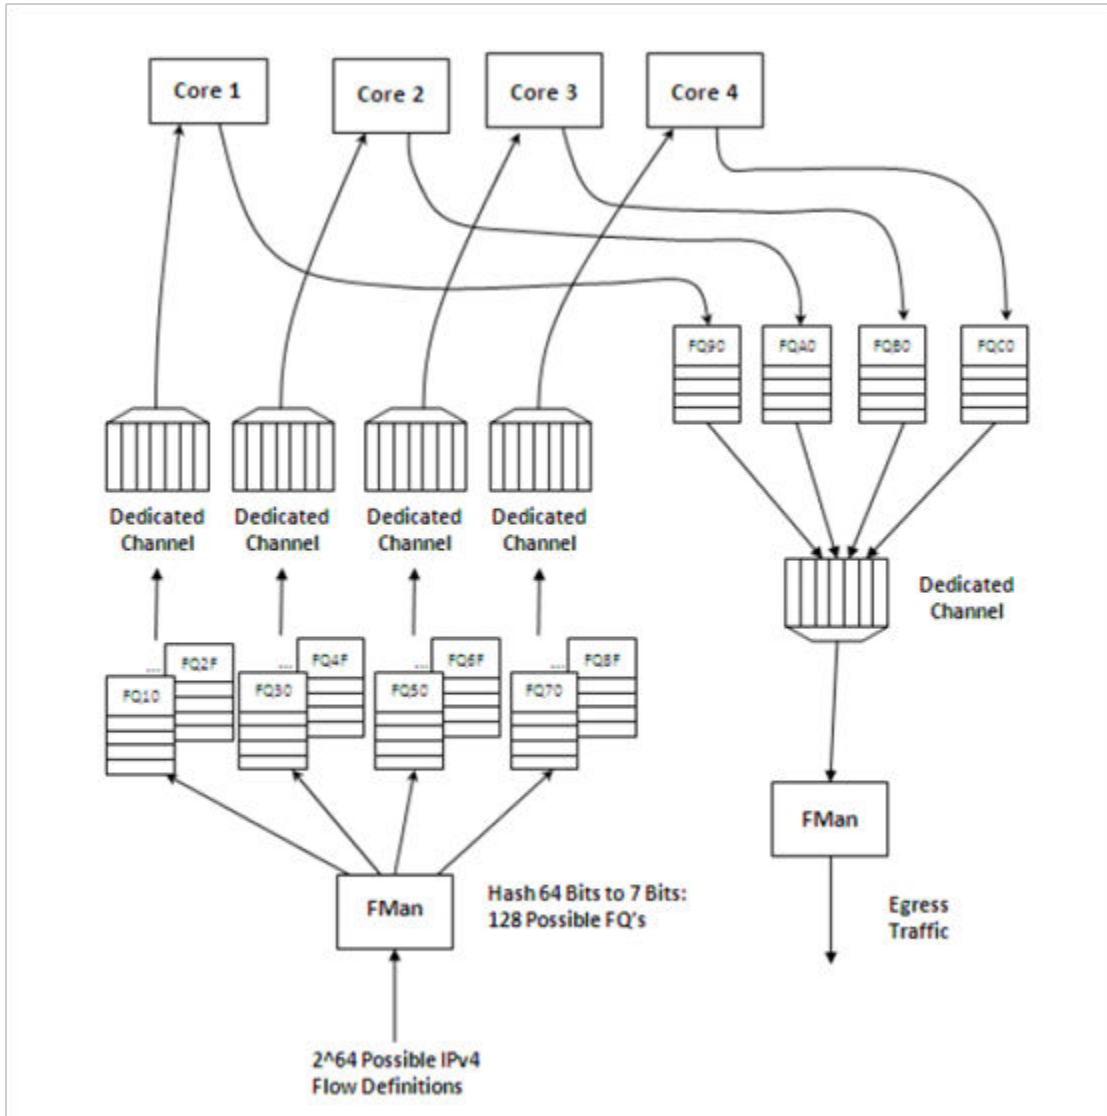 Core 1
Core 2
Core 3
Core 4
FQ90
FQA0
FQB0
FQC0
Dedicated
Channel
Dedicated
Channel
Dedicated
Channel
Dedicated
Channel
Dedicated
Channel
...
FQ2F
FQ10
...
FQ4F
FQ30
...
FQ6F
FQ50
...
FQ8F
FQ70
FMan
Hash 64 Bits to 7 Bits:
128 Possible FQ's
2^64 Possible IPv4
Flow Definitions
FMan
Egress
Traffic